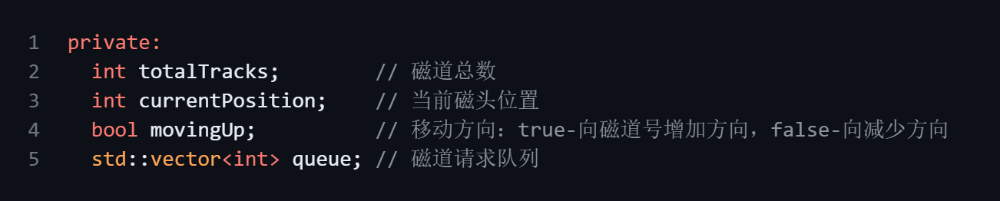 1 private:
2   int totalTracks;        // 磁道总数
3   int currentPosition;    // 当前磁头位置
4   bool movingUp;          // 移动方向：true-向磁道号增加方向，false-向减少方向
5   std::vector<int> queue; // 磁道请求队列